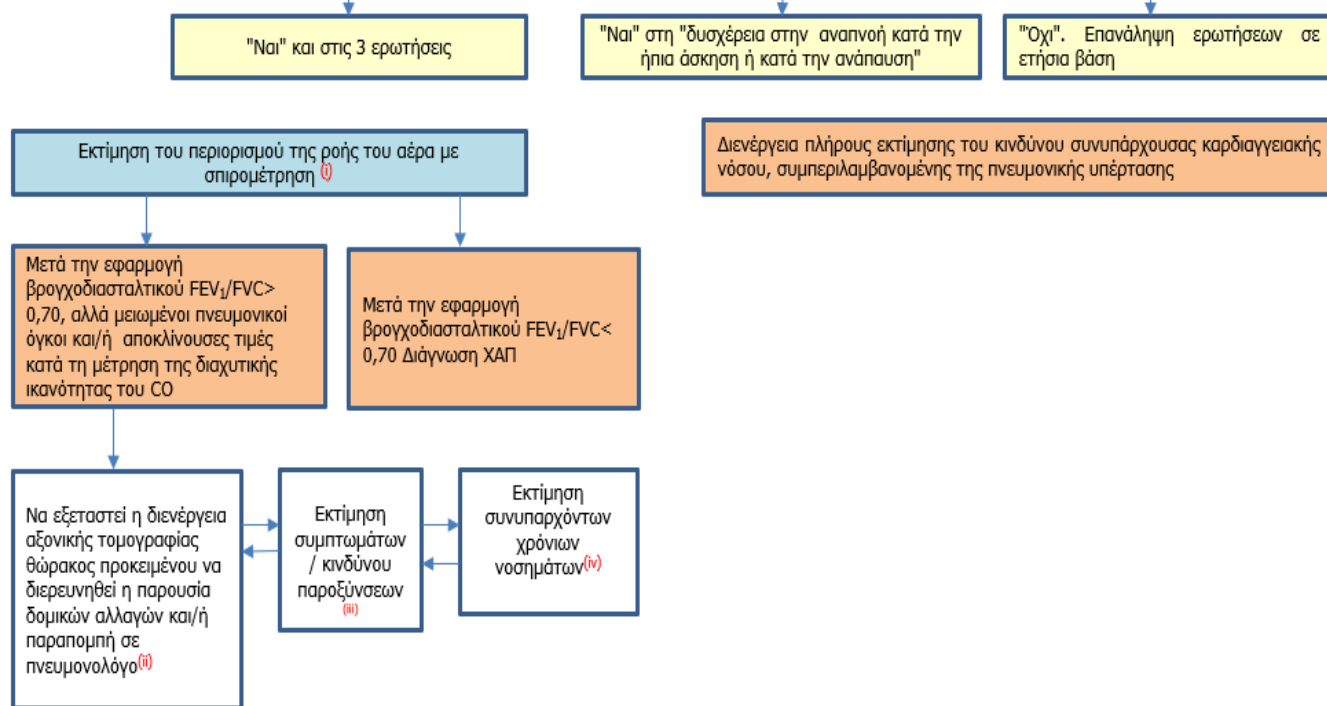 "Ναι" και στις 3 ερωτήσεις
"Ναι" στη "δυσχέρεια στην αναπνοή κατά την
ήπια άσκηση ή κατά την ανάπαυση"
"Όχι". Επανάληψη ερωτήσεων σε
ετήσια βάση
Εκτίμηση του περιορισμού της ροής του αέρα με
σπιρομέτρηση (i)
Διενέργεια πλήρους εκτίμησης του κινδύνου συνυπάρχουσας καρδιαγγειακής
νόσου, συμπεριλαμβανομένης της πνευμονικής υπέρτασης
Μετά την εφαρμογή
βρογχοδιασταλτικού FEV₁/FVC>
0,70, αλλά μειωμένοι πνευμονικοί
όγκοι και/ή αποκλίνουσες τιμές
κατά τη μέτρηση της διαχυτικής
ικανότητας του CO
Μετά την εφαρμογή
βρογχοδιασταλτικού FEV₁/FVC<
0,70 Διάγνωση ΧΑΠ
Να εξεταστεί η διενέργεια
αξονικής τομογραφίας
θώρακος προκειμένου να
διερευνηθεί η παρουσία
δομικών αλλαγών και/ή
παραπομπή σε
πνευμονολόγο(ii)
Εκτίμηση
συμπτωμάτων
/ κινδύνου
παροξύνσεων
(iii)
Εκτίμηση
συνυπαρχόντων
χρόνιων
νοσημάτων(iv)